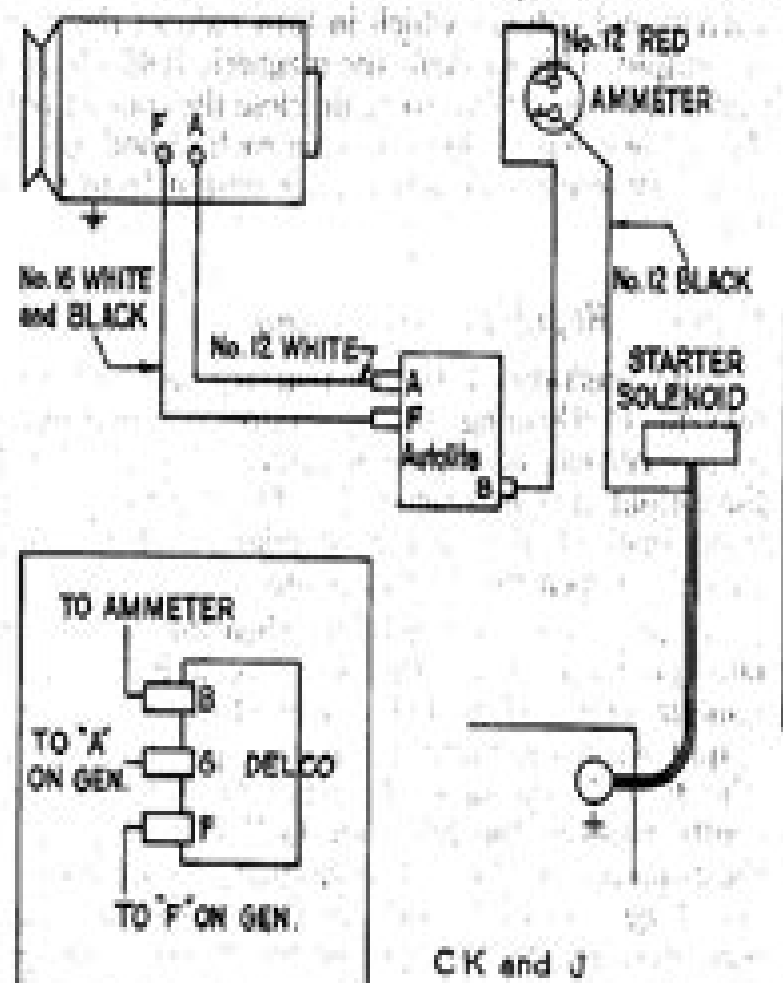 No. 12 RED
AMMETER
F A
No. 16 WHITE
and BLACK
No. 12 BLACK
No. 12 WHITE
STARTER
SOLENOID
A
F
Autolite
B
TO AMMETER
B
TO "A"
ON GEN.
G
DELCO
F
TO "F" ON GEN.
CK and J